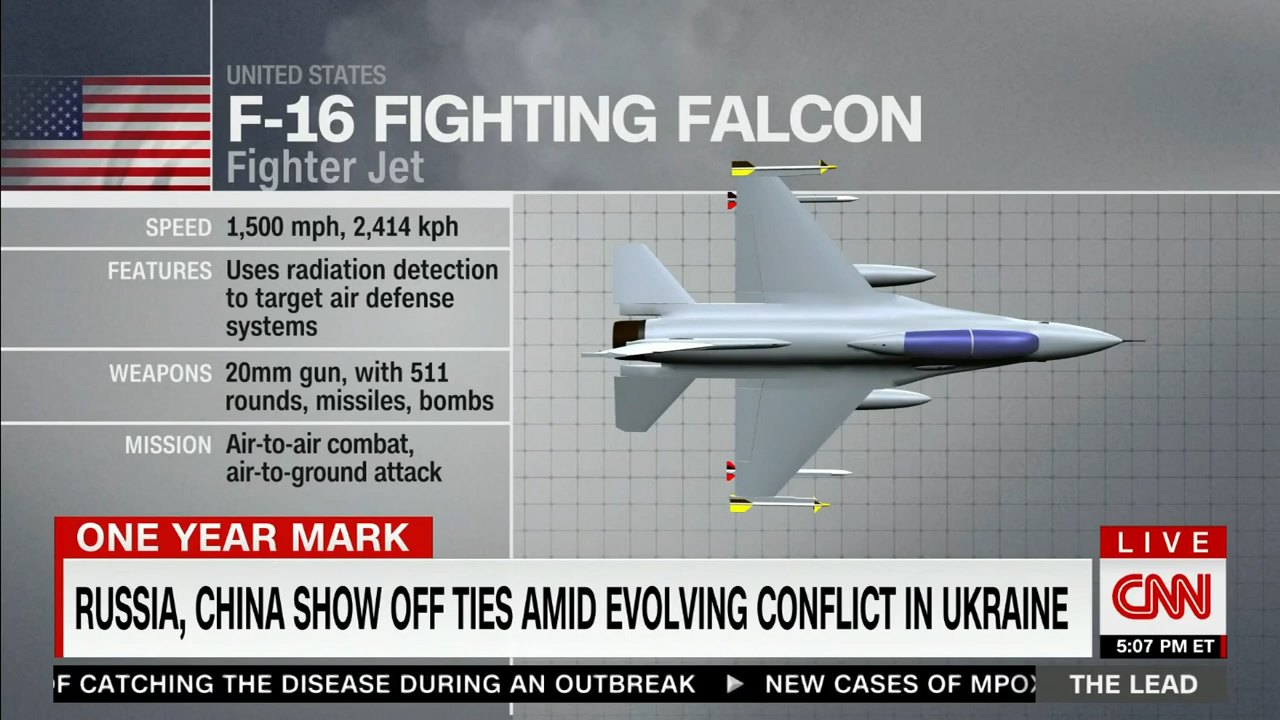 UNITED STATES
F-16 FIGHTING FALCON
Fighter Jet
SPEED 1,500 mph, 2,414 kph
FEATURES Uses radiation detection
to target air defense
systems
WEAPONS 20mm gun, with 511
rounds, missiles, bombs
MISSION Air-to-air combat,
air-to-ground attack
ONE YEAR MARK
RUSSIA, CHINA SHOW OFF TIES AMID EVOLVING CONFLICT IN UKRAINE
LIVE
CNN
5:07 PM ET
F CATCHING THE DISEASE DURING AN OUTBREAK ▶ NEW CASES OF MPOX
THE LEAD